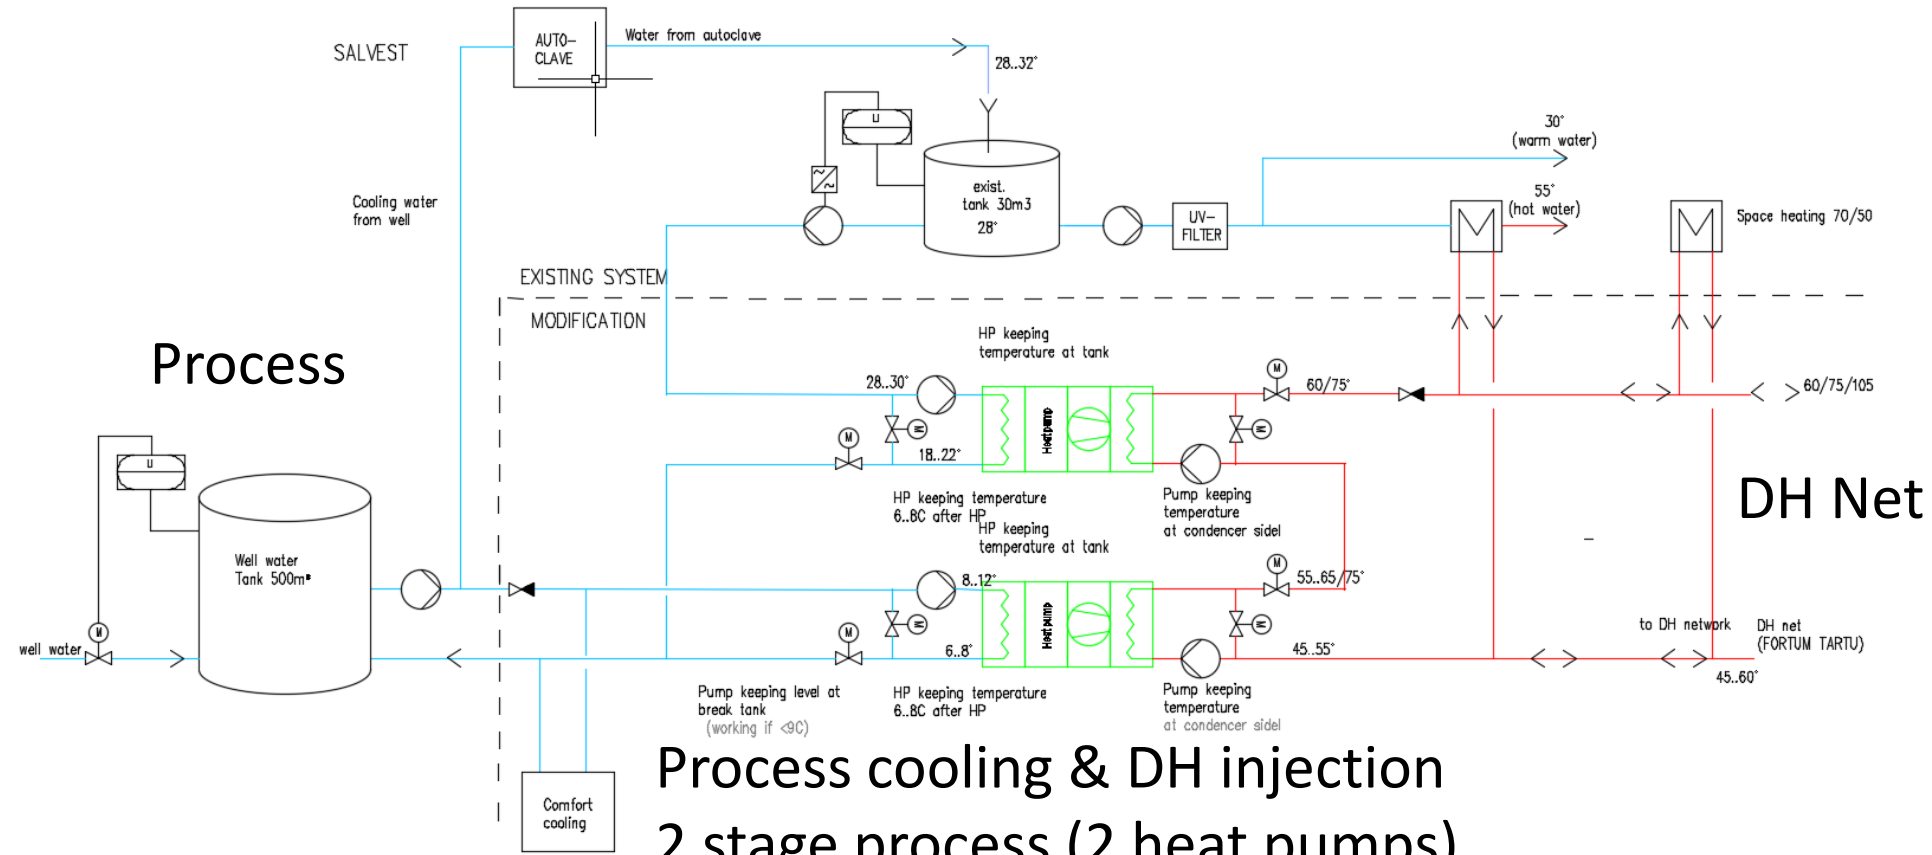 SALVEST
AUTO-
CLAVE
Water from autoclave
28..32°
Cooling water
from well
U
exist.
tank 30m3
28°
UV-
FILTER
30°
(warm water)
55°
(hot water)
Space heating 70/50
EXISTING SYSTEM
MODIFICATION
Process
HP keeping
temperature at tank
28..30°
M
M
18..22°
Heatpump
M
60/75°
M
60/75/105
HP keeping temperature
6..8C after HP
Pump keeping
temperature
at condencer sidel
DH Net
U
Well water
Tank 500m³
M
well water
HP keeping
temperature at tank
8..12°
M
M
6..8°
Heatpump
M
55..65/75°
M
45..55°
to DH network
DH net
(FORTUM TARTU)
45..60°
Pump keeping level at
break tank
(working if <9C)
HP keeping temperature
6..8C after HP
Pump keeping
temperature
at condencer sidel
Comfort
cooling
Process cooling & DH injection
2 stage process (2 heat pumps)